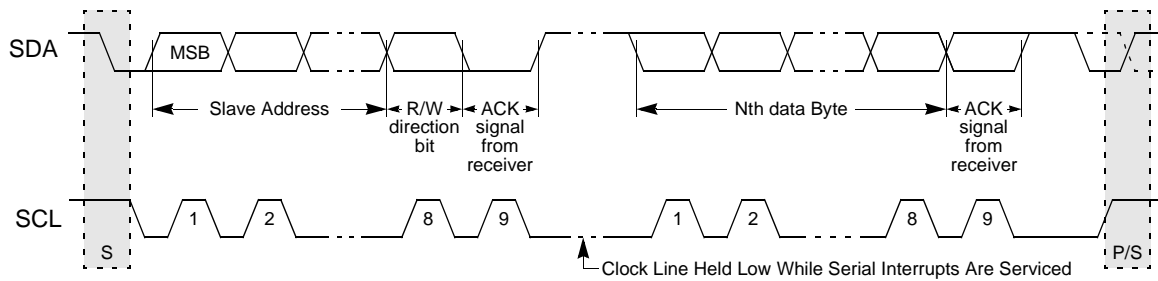 SDA
MSB
Slave Address
R/W
direction
bit
ACK
signal
from
receiver
Nth data Byte
ACK
signal
from
receiver
SCL
1
2
8
9
1
2
8
9
S
P/S
Clock Line Held Low While Serial Interrupts Are Serviced